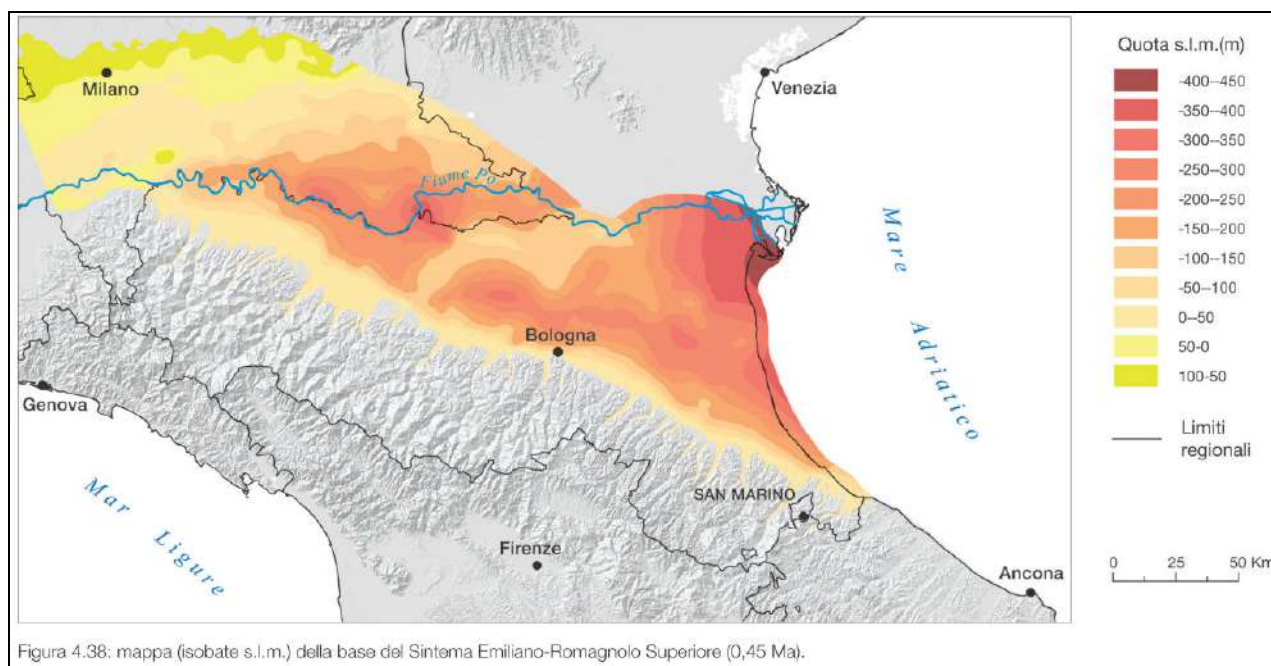 Milano
Venezia
Fiume Po
Mare Adriatico
Bologna
Genova
SAN MARINO
Mar Ligure
Firenze
Ancona
Quota s.l.m.(m)
-400--450
-350--400
-300--350
-250--300
-200--250
-150--200
-100--150
-50--100
0--50
50-0
100-50
Limiti
regionali
0 25 50 Km
Figura 4.38: mappa (isobate s.l.m.) della base del Sintema Emiliano-Romagnolo Superiore (0,45 Ma).